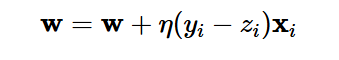 w = w + η(yᵢ − zᵢ)xᵢ